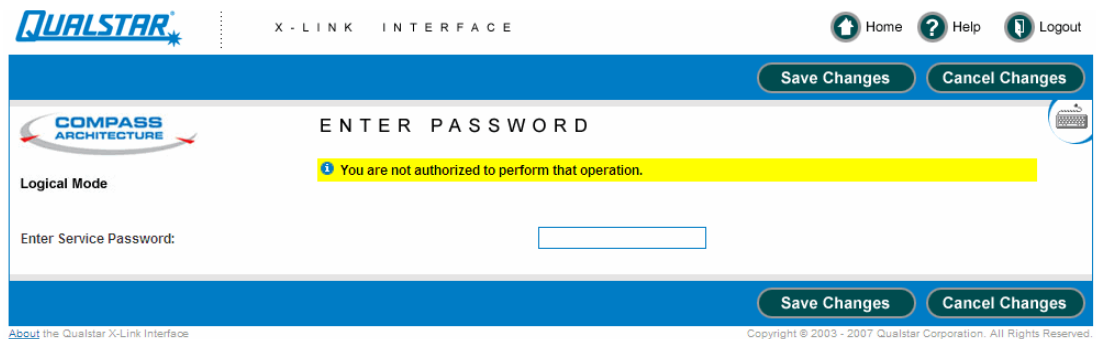 QUALSTAR X-LINK INTERFACE Home ? Help Logout
Save Changes Cancel Changes
COMPASS
ARCHITECTURE
ENTER PASSWORD
i You are not authorized to perform that operation.
Logical Mode
Enter Service Password:
Save Changes Cancel Changes
About the Qualstar X-Link Interface Copyright © 2003 - 2007 Qualstar Corporation. All Rights Reserved.